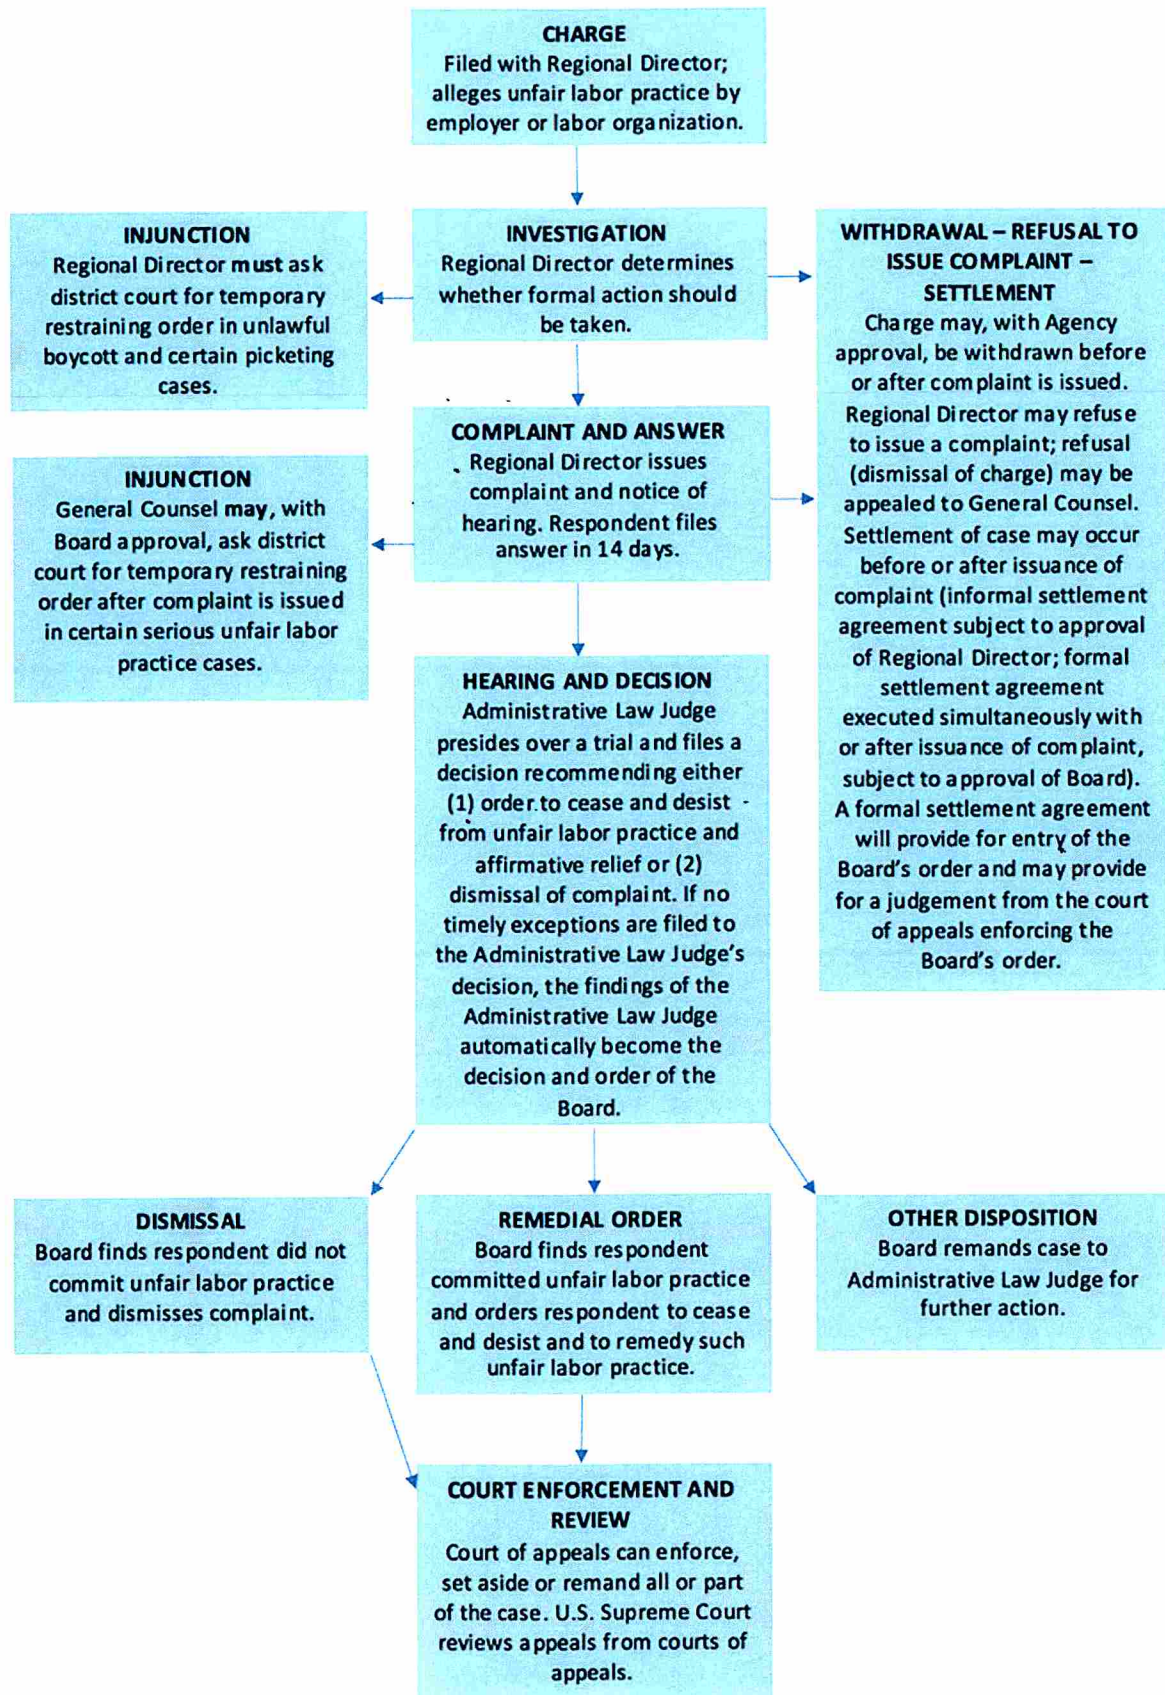 CHARGE
Filed with Regional Director;
alleges unfair labor practice by
employer or labor organization.
INJUNCTION
Regional Director must ask
district court for temporary
restraining order in unlawful
boycott and certain picketing
cases.
INVESTIGATION
Regional Director determines
whether formal action should
be taken.
WITHDRAWAL – REFUSAL TO
ISSUE COMPLAINT –
SETTLEMENT
Charge may, with Agency
approval, be withdrawn before
or after complaint is issued.
Regional Director may refuse
to issue a complaint; refusal
(dismissal of charge) may be
appealed to General Counsel.
Settlement of case may occur
before or after issuance of
complaint (informal settlement
agreement subject to approval
of Regional Director; formal
settlement agreement
executed simultaneously with
or after issuance of complaint,
subject to approval of Board).
A formal settlement agreement
will provide for entry of the
Board's order and may provide
for a judgement from the court
of appeals enforcing the
Board's order.
INJUNCTION
General Counsel may, with
Board approval, ask district
court for temporary restraining
order after complaint is issued
in certain serious unfair labor
practice cases.
COMPLAINT AND ANSWER
Regional Director issues
complaint and notice of
hearing. Respondent files
answer in 14 days.
HEARING AND DECISION
Administrative Law Judge
presides over a trial and files a
decision recommending either
(1) order to cease and desist
from unfair labor practice and
affirmative relief or (2)
dismissal of complaint. If no
timely exceptions are filed to
the Administrative Law Judge's
decision, the findings of the
Administrative Law Judge
automatically become the
decision and order of the
Board.
DISMISSAL
Board finds respondent did not
commit unfair labor practice
and dismisses complaint.
REMEDIAL ORDER
Board finds respondent
committed unfair labor practice
and orders respondent to cease
and desist and to remedy such
unfair labor practice.
OTHER DISPOSITION
Board remands case to
Administrative Law Judge for
further action.
COURT ENFORCEMENT AND
REVIEW
Court of appeals can enforce,
set aside or remand all or part
of the case. U.S. Supreme Court
reviews appeals from courts of
appeals.